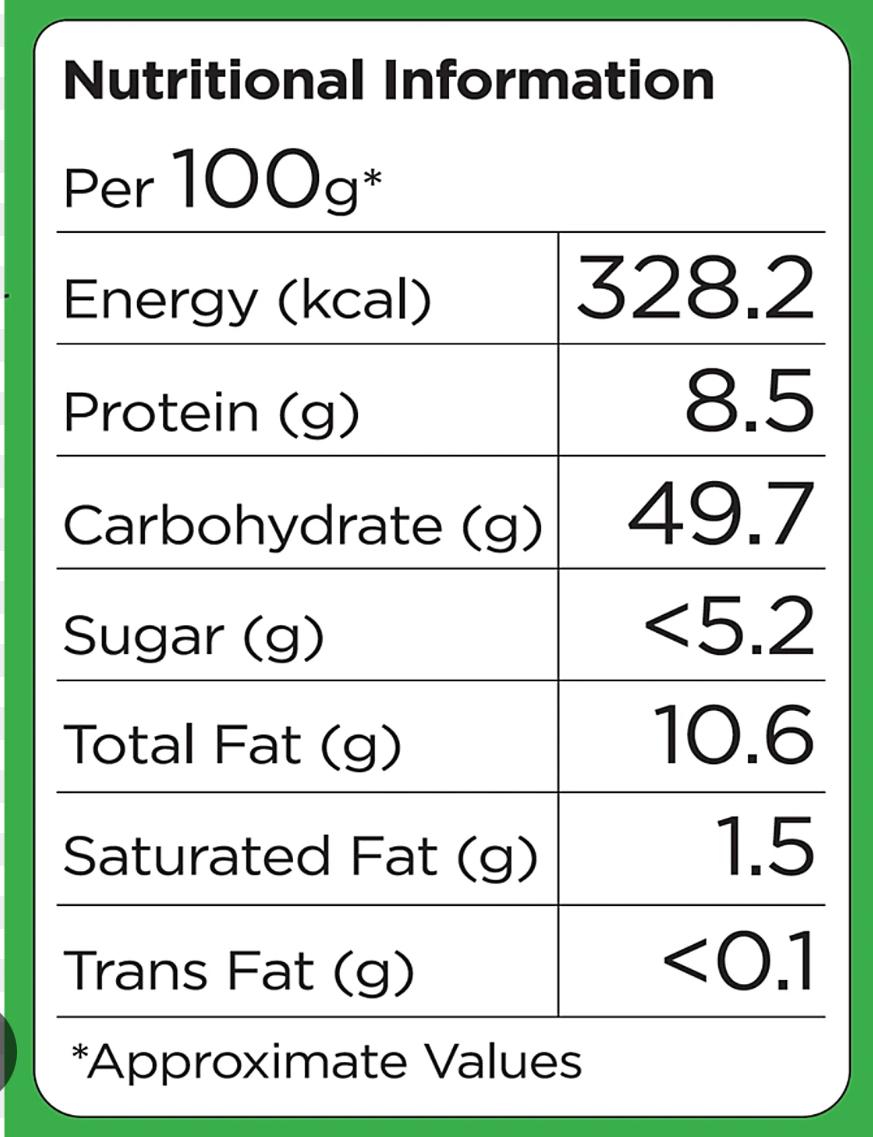 Nutritional Information
Per 100g*
Energy (kcal) 328.2
Protein (g) 8.5
Carbohydrate (g) 49.7
Sugar (g) <5.2
Total Fat (g) 10.6
Saturated Fat (g) 1.5
Trans Fat (g) <0.1
*Approximate Values